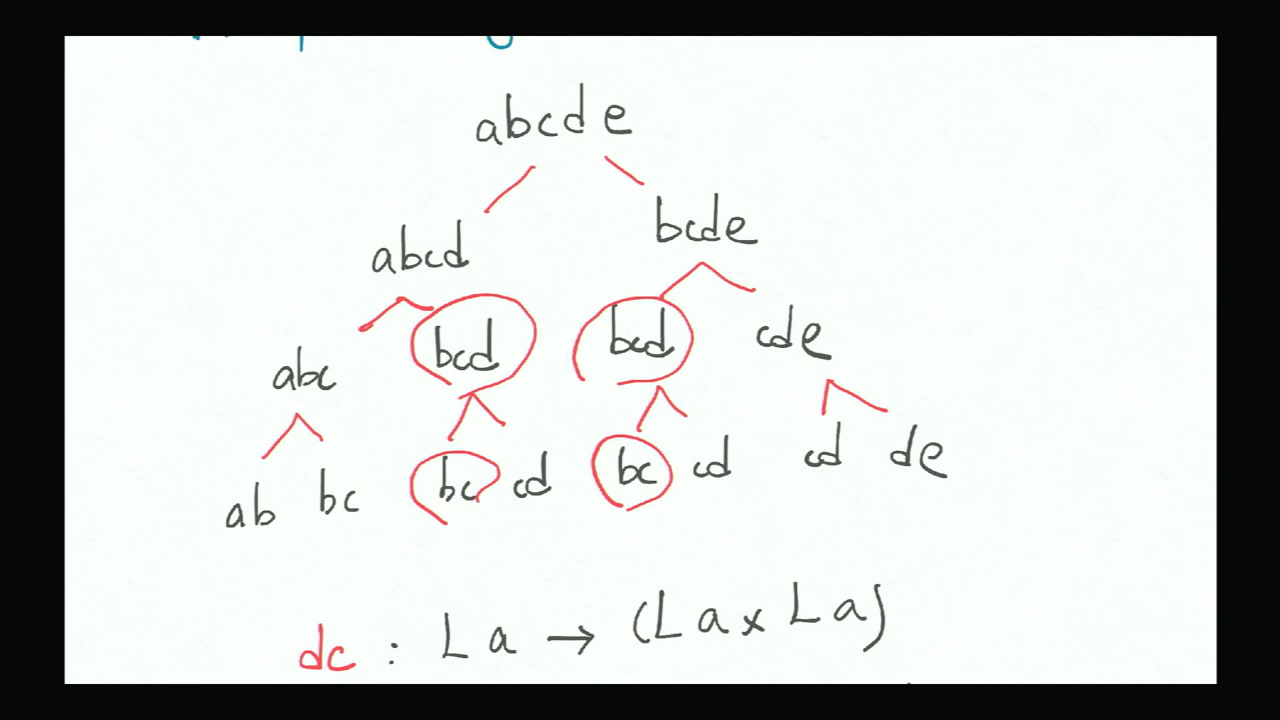 abcde
abcd bcde
abc bcd bcd cde
ab bc bc cd bc cd cd de
dc : L a → (L a × L a)